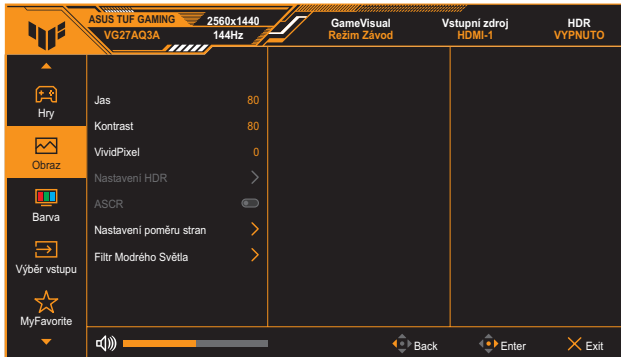 ASUS TUF GAMING 2560x1440 GameVisual Vstupní zdroj HDR
VG27AQ3A 144Hz Režim Závod HDMI-1 VYPNUTO
Hry
Obraz
Barva
Výběr vstupu
MyFavorite
Jas 80
Kontrast 80
VividPixel 0
Nastavení HDR
ASCR
Nastavení poměru stran
Filtr Modrého Světla
Back Enter Exit